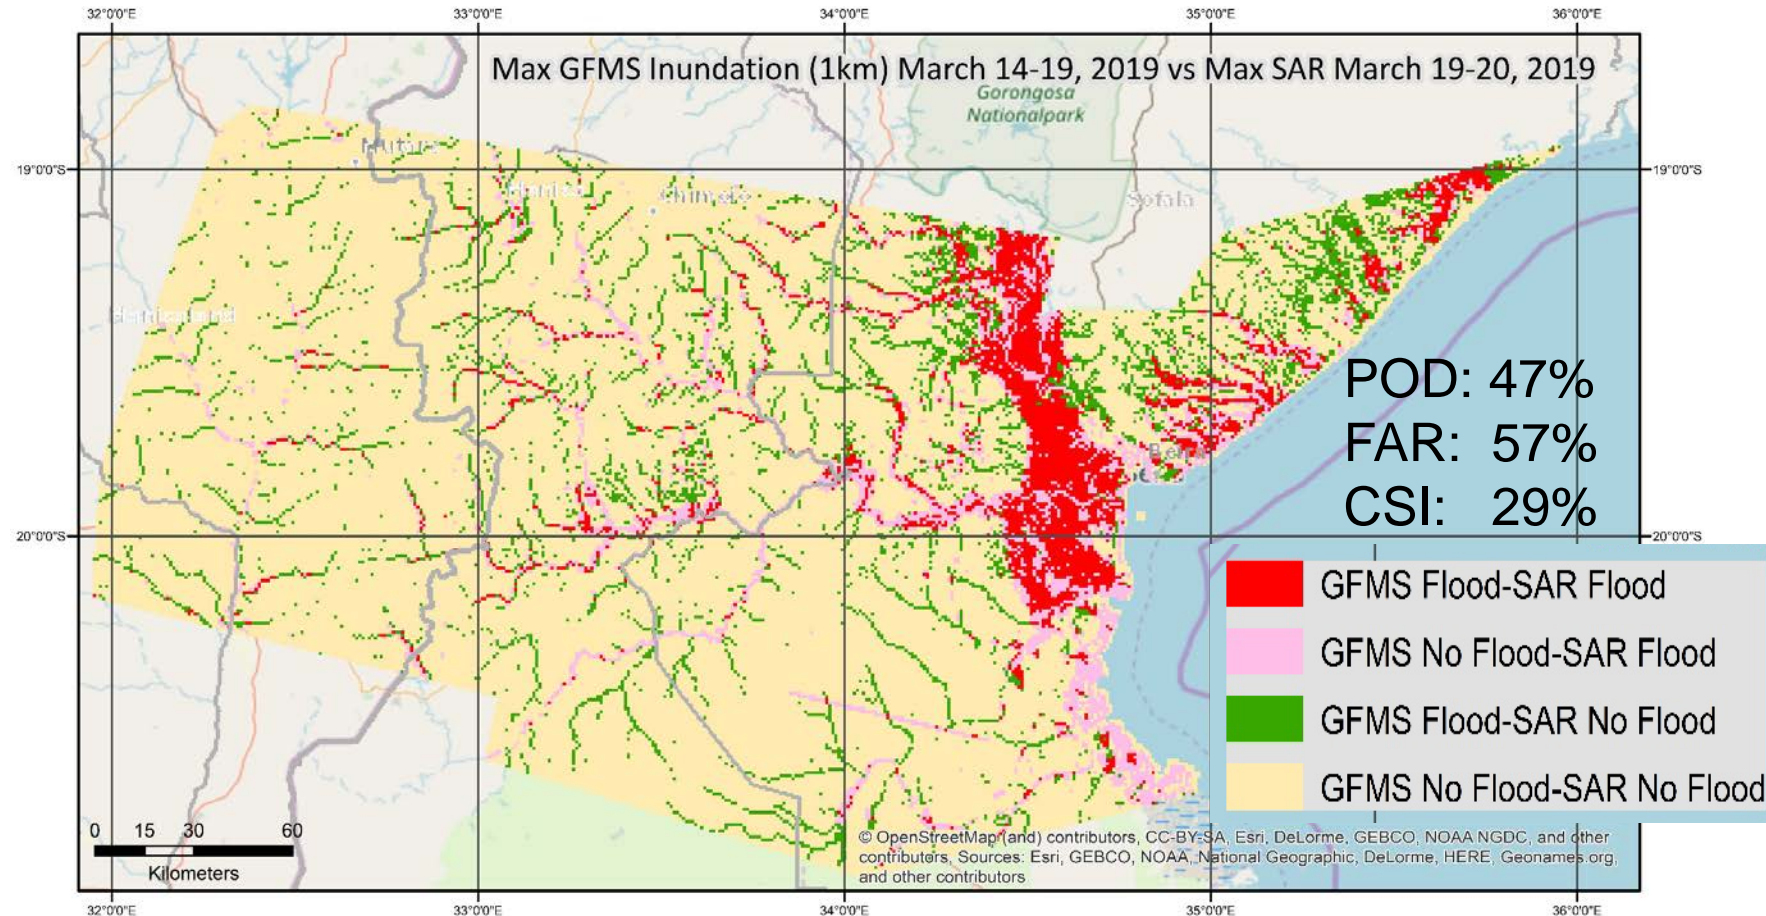 32°0'0"E 33°0'0"E 34°0'0"E 35°0'0"E 36°0'0"E
Max GFMS Inundation (1km) March 14-19, 2019 vs Max SAR March 19-20, 2019
Gorongosa
Nationalpark
Mutare
19°0'0"S 19°0'0"S
Chimoio
Sofala
Manicaland
POD: 47%
FAR: 57%
Beira
CSI: 29%
20°0'0"S 20°0'0"S
GFMS Flood-SAR Flood
GFMS No Flood-SAR Flood
GFMS Flood-SAR No Flood
GFMS No Flood-SAR No Flood
0 15 30 60
Kilometers
© OpenStreetMap (and) contributors, CC-BY-SA, Esri, DeLorme, GEBCO, NOAA NGDC, and other
contributors, Sources: Esri, GEBCO, NOAA, National Geographic, DeLorme, HERE, Geonames.org,
and other contributors
32°0'0"E 33°0'0"E 34°0'0"E 35°0'0"E 36°0'0"E